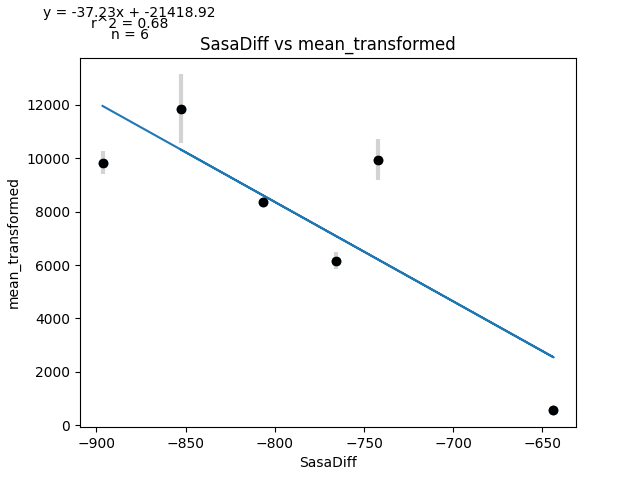 y = -37.23x + -21418.92
r^2 = 0.68
n = 6
SasaDiff vs mean_transformed
mean_transformed
12000
10000
8000
6000
4000
2000
0
−900
−850
−800
−750
−700
−650
SasaDiff